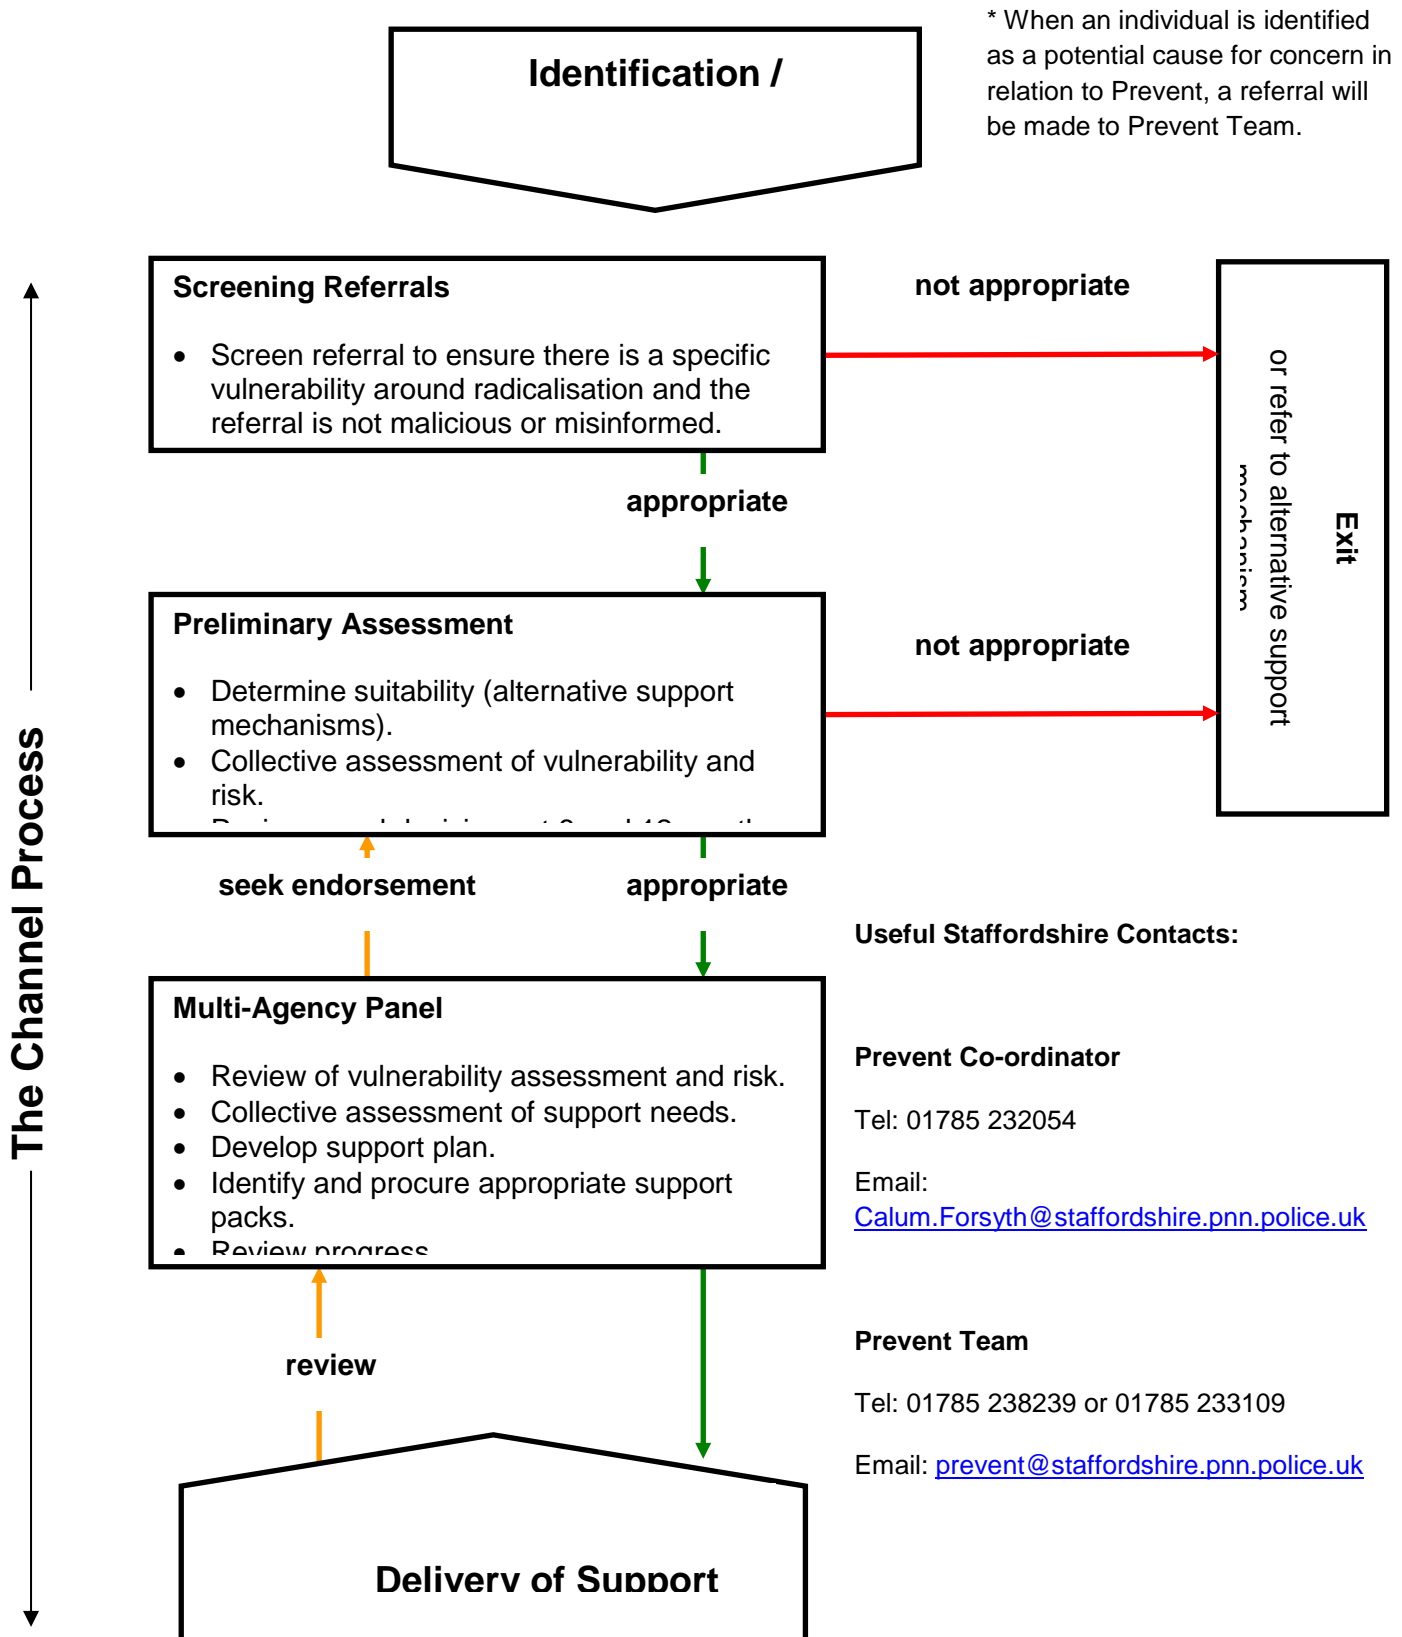 * When an individual is identified
as a potential cause for concern in
relation to Prevent, a referral will
be made to Prevent Team.
Identification /
The Channel Process
Screening Referrals
• Screen referral to ensure there is a specific
vulnerability around radicalisation and the
referral is not malicious or misinformed.
not appropriate
Exit
or refer to alternative support
mechanism
appropriate
Preliminary Assessment
• Determine suitability (alternative support
mechanisms).
• Collective assessment of vulnerability and
risk.
not appropriate
seek endorsement
appropriate
Multi-Agency Panel
• Review of vulnerability assessment and risk.
• Collective assessment of support needs.
• Develop support plan.
• Identify and procure appropriate support
packs.
• Review progress
review
Delivery of Support
Useful Staffordshire Contacts:
Prevent Co-ordinator
Tel: 01785 232054
Email:
Calum.Forsyth@staffordshire.pnn.police.uk
Prevent Team
Tel: 01785 238239 or 01785 233109
Email: prevent@staffordshire.pnn.police.uk